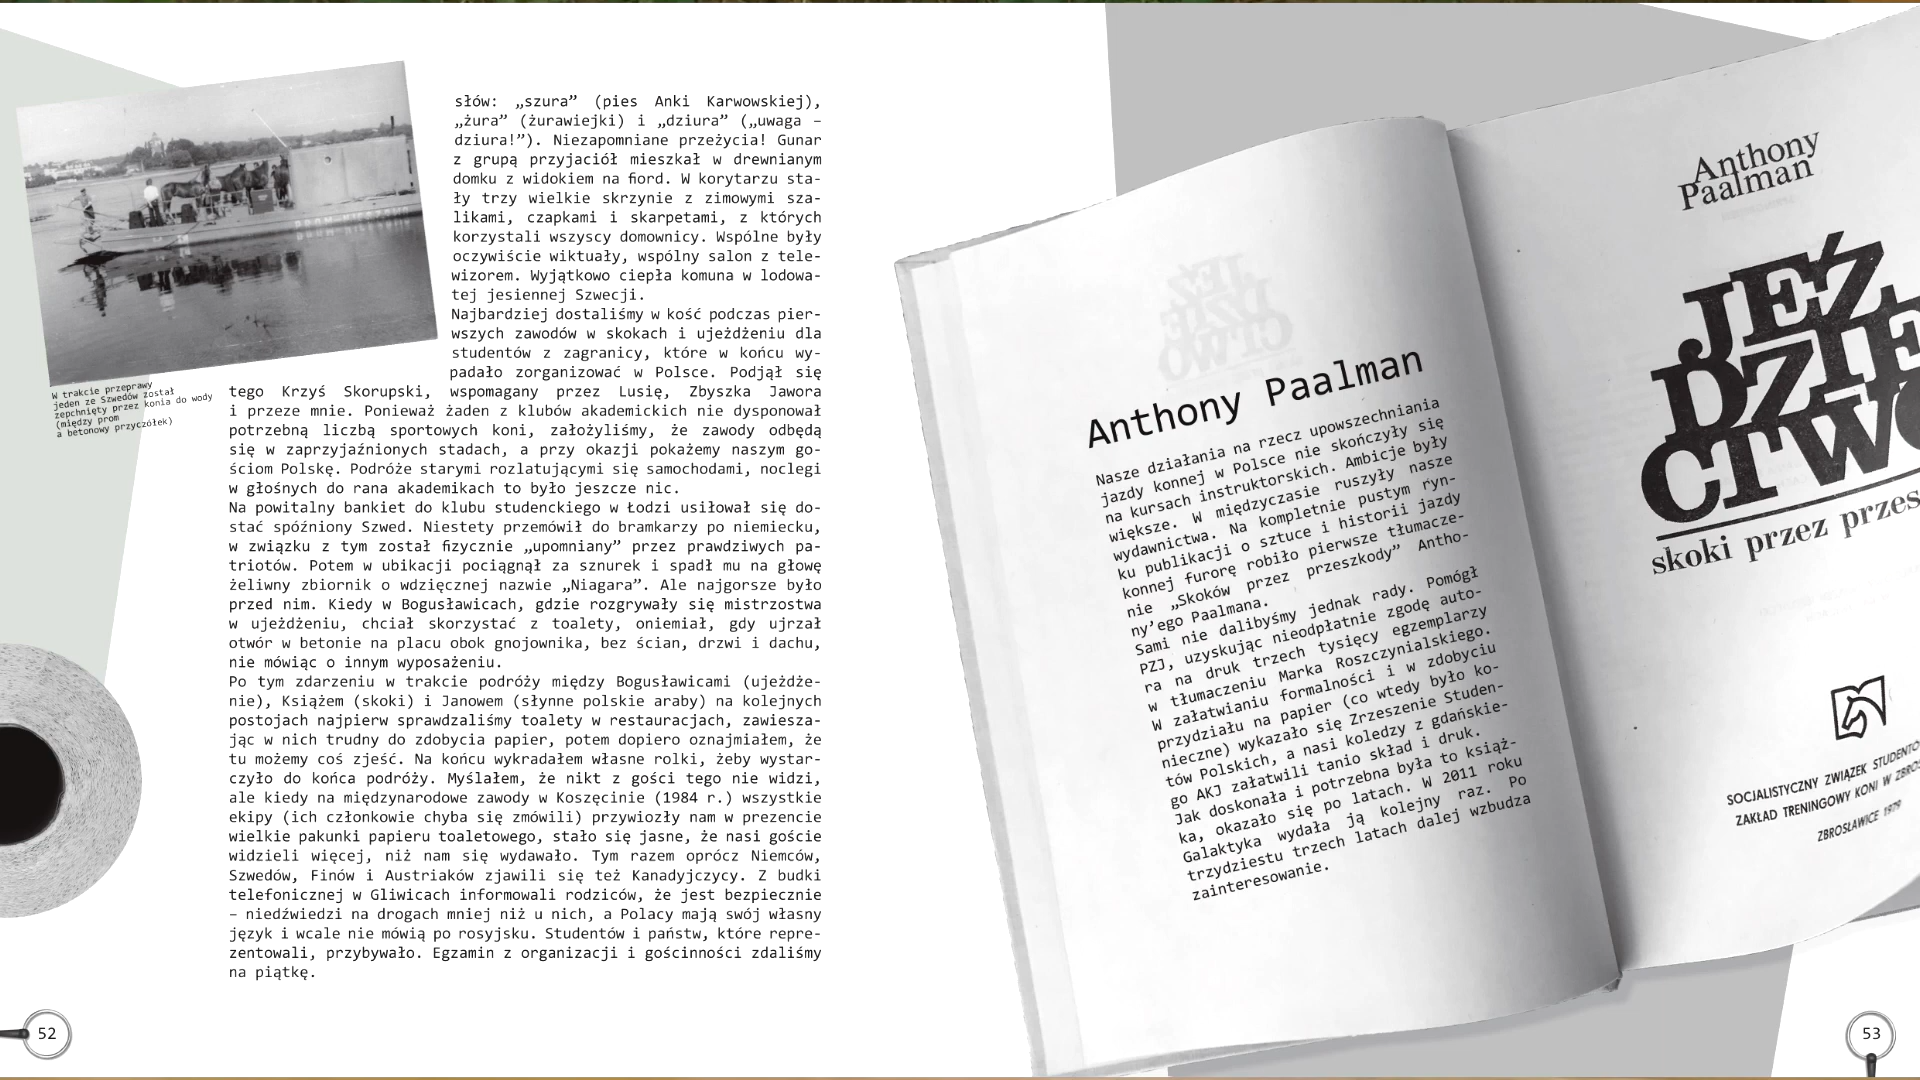 słów: „szura” (pies Anki Karwowskiej),
„żura” (żurawiejki) i „dziura” („uwaga –
dziura!”). Niezapomniane przeżycia! Gunar
z grupą przyjaciół mieszkał w drewnianym
domku z widokiem na fiord. W korytarzu sta-
ły trzy wielkie skrzynie z zimowymi sza-
likami, czapkami i skarpetami, z których
korzystali wszyscy domownicy. Wspólne były
oczywiście wiktuały, wspólny salon z tele-
wizorem. Wyjątkowo ciepła komuna w lodowa-
tej jesiennej Szwecji.
Najbardziej dostaliśmy w kość podczas pier-
wszych zawodów w skokach i ujeżdżeniu dla
studentów z zagranicy, które w końcu wy-
padało zorganizować w Polsce. Podjął się
tego Krzyś Skorupski, wspomagany przez Lusię, Zbyszka Jawora
i przeze mnie. Ponieważ żaden z klubów akademickich nie dysponował
potrzebną liczbą sportowych koni, założyliśmy, że zawody odbędą
się w zaprzyjaźnionych stadach, a przy okazji pokażemy naszym go-
ściom Polskę. Podróże starymi rozlatującymi się samochodami, noclegi
w głośnych do rana akademikach to było jeszcze nic.
Na powitalny bankiet do klubu studenckiego w Łodzi usiłował się do-
stać spóźniony Szwed. Niestety przemówił do bramkarzy po niemiecku,
w związku z tym został fizycznie „upomniany” przez prawdziwych pa-
triotów. Potem w ubikacji pociągnął za sznurek i spadł mu na głowę
żeliwny zbiornik o wdzięcznej nazwie „Niagara”. Ale najgorsze było
przed nim. Kiedy w Bogusławicach, gdzie rozgrywały się mistrzostwa
w ujeżdżeniu, chciał skorzystać z toalety, oniemiał, gdy ujrzał
otwór w betonie na placu obok gnojownika, bez ścian, drzwi i dachu,
nie mówiąc o innym wyposażeniu.
Po tym zdarzeniu w trakcie podróży między Bogusławicami (ujeżdże-
nie), Książem (skoki) i Janowem (słynne polskie araby) na kolejnych
postojach najpierw sprawdzaliśmy toalety w restauracjach, zawiesza-
jąc w nich trudny do zdobycia papier, potem dopiero oznajmiałem, że
tu możemy coś zjeść. Na końcu wykradałem własne rolki, żeby wystar-
czyło do końca podróży. Myślałem, że nikt z gości tego nie widzi,
ale kiedy na międzynarodowe zawody w Koszęcinie (1984 r.) wszystkie
ekipy (ich członkowie chyba się zmówili) przywiozły nam w prezencie
wielkie pakunki papieru toaletowego, stało się jasne, że nasi goście
widzieli więcej, niż nam się wydawało. Tym razem oprócz Niemców,
Szwedów, Finów i Austriaków zjawili się też Kanadyjczycy. Z budki
telefonicznej w Gliwicach informowali rodziców, że jest bezpiecznie
– niedźwiedzi na drogach mniej niż u nich, a Polacy mają swój własny
język i wcale nie mówią po rosyjsku. Studentów i państw, które repre-
zentowali, przybywało. Egzamin z organizacji i gościnności zdaliśmy
na piątkę.
W trakcie przeprawy
jeden ze Szwedów został
zepchnięty przez konia do wody
(między prom
a betonowy przyczółek)
52
Anthony Paalman
Nasze działania na rzecz upowszechniania
jazdy konnej w Polsce nie skończyły się
na kursach instruktorskich. Ambicje były
większe. W międzyczasie ruszyły nasze
wydawnictwa. Na kompletnie pustym ryn-
ku publikacji o sztuce i historii jazdy
konnej furorę robiło pierwsze tłumacze-
nie „Skoków przez przeszkody” Antho-
ny’ego Paalmana.
Sami nie dalibyśmy jednak rady. Pomógł
PZJ, uzyskując nieodpłatnie zgodę auto-
ra na druk trzech tysięcy egzemplarzy
w tłumaczeniu Marka Roszczynialskiego.
W załatwianiu formalności i w zdobyciu
przydziału na papier (co wtedy było ko-
nieczne) wykazało się Zrzeszenie Studen-
tów Polskich, a nasi koledzy z gdańskie-
go AKJ załatwili tanio skład i druk.
Jak doskonała i potrzebna była to książ-
ka, okazało się po latach. W 2011 roku
Galaktyka wydała ją kolejny raz. Po
trzydziestu trzech latach dalej wzbudza
zainteresowanie.
Anthony
Paalman
JEŹ
DZIE
CTWO
skoki przez przes
SOCJALISTYCZNY ZWIĄZEK STUDENTÓ
ZAKŁAD TRENINGOWY KONI W ZBROS
ZBROSŁAWICE 1979
53